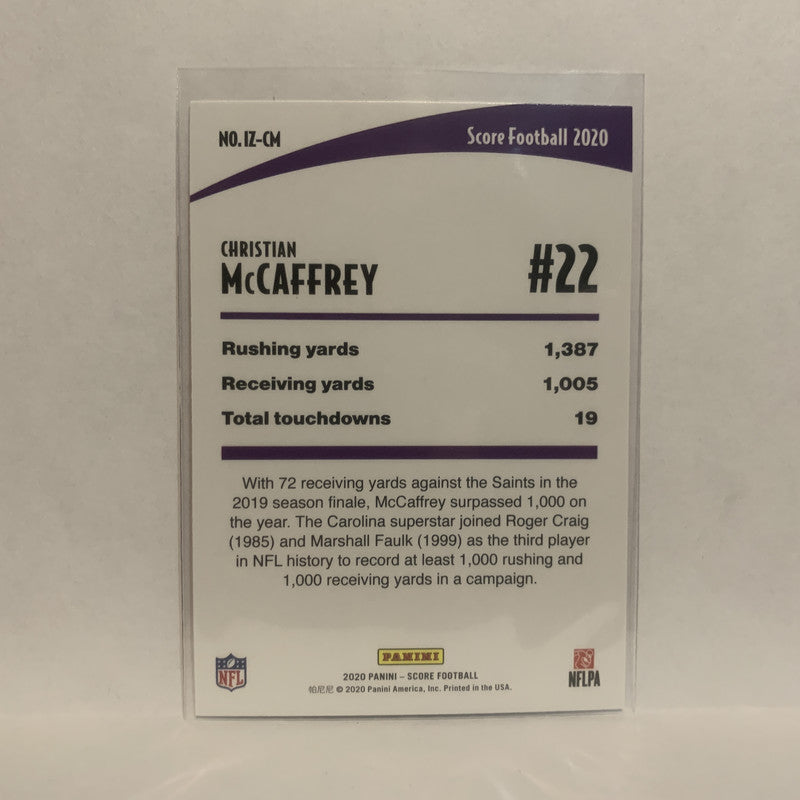 NO. IZ-CM
Score Football 2020
CHRISTIAN
McCAFFREY
#22
Rushing yards 1,387
Receiving yards 1,005
Total touchdowns 19
With 72 receiving yards against the Saints in the
2019 season finale, McCaffrey surpassed 1,000 on
the year. The Carolina superstar joined Roger Craig
(1985) and Marshall Faulk (1999) as the third player
in NFL history to record at least 1,000 rushing and
1,000 receiving yards in a campaign.
NFL
PANINI
2020 PANINI – SCORE FOOTBALL
帕尼尼 © 2020 Panini America, Inc. Printed in the USA.
NFLPA